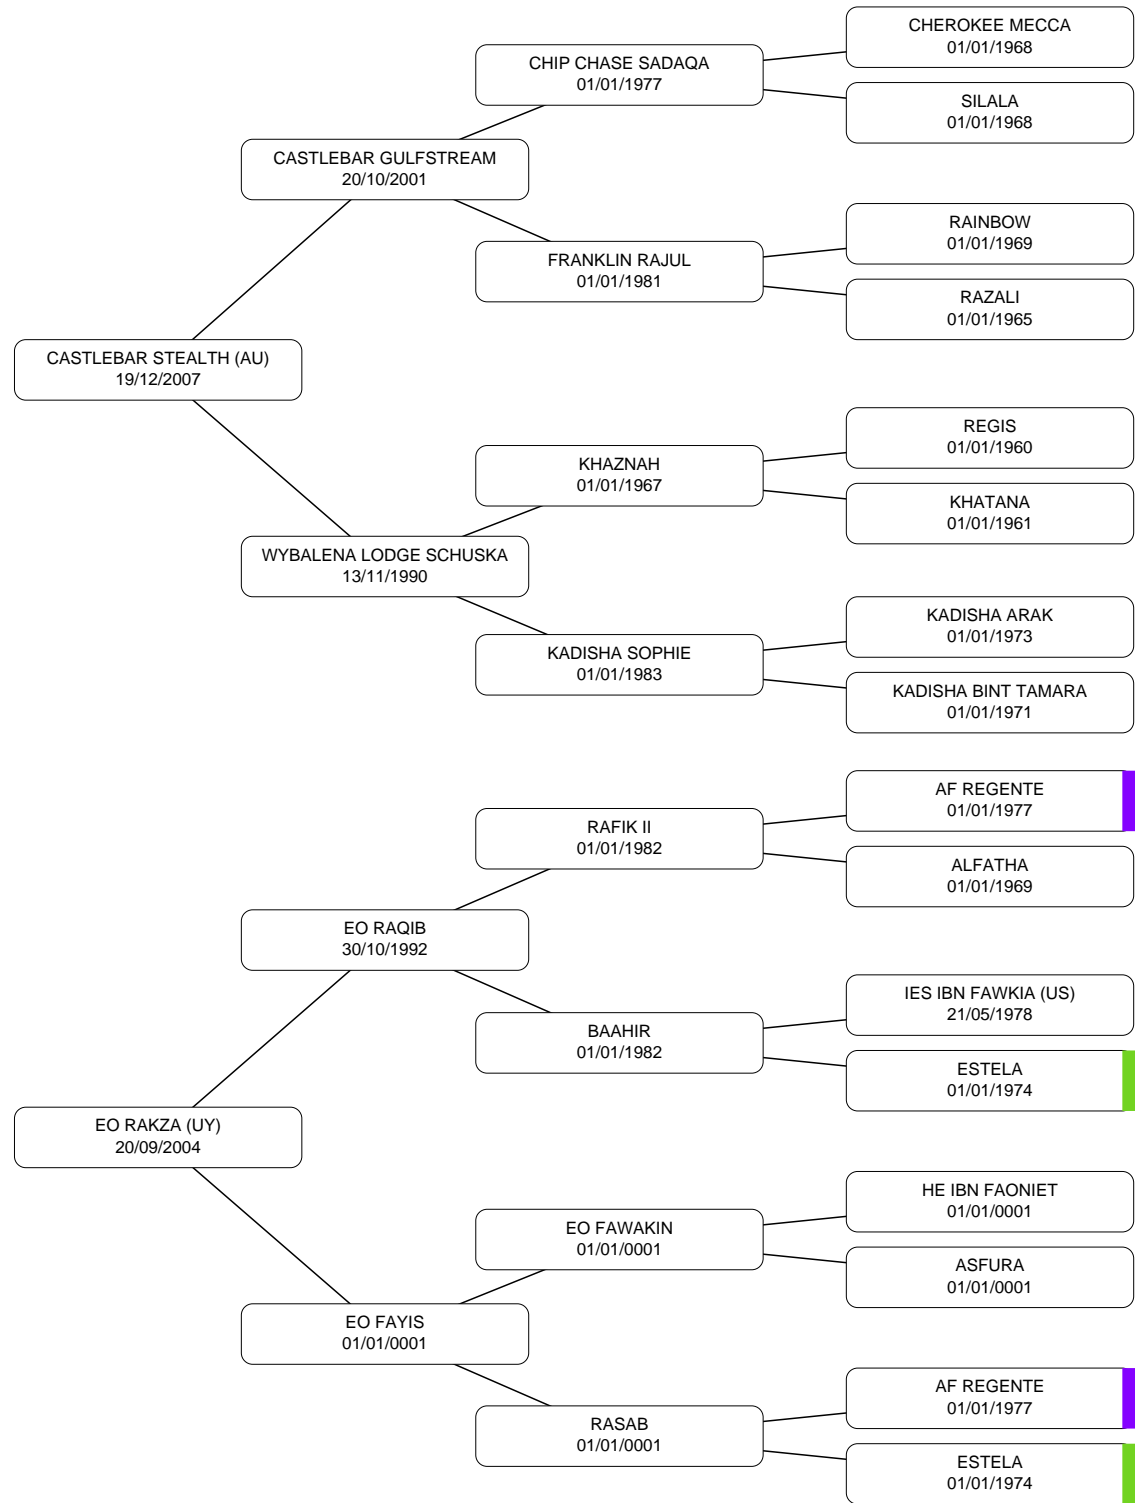 CHEROKEE MECCA
01/01/1968
CHIP CHASE SADAQA
01/01/1977
SILALA
01/01/1968
CASTLEBAR GULFSTREAM
20/10/2001
RAINBOW
01/01/1969
FRANKLIN RAJUL
01/01/1981
RAZALI
01/01/1965
CASTLEBAR STEALTH (AU)
19/12/2007
REGIS
01/01/1960
KHAZNAH
01/01/1967
KHATANA
01/01/1961
WYBALENA LODGE SCHUSKA
13/11/1990
KADISHA ARAK
01/01/1973
KADISHA SOPHIE
01/01/1983
KADISHA BINT TAMARA
01/01/1971
AF REGENTE
01/01/1977
RAFIK II
01/01/1982
ALFATHA
01/01/1969
EO RAQIB
30/10/1992
IES IBN FAWKIA (US)
21/05/1978
BAAHIR
01/01/1982
ESTELA
01/01/1974
EO RAKZA (UY)
20/09/2004
HE IBN FAONIET
01/01/0001
EO FAWAKIN
01/01/0001
ASFURA
01/01/0001
EO FAYIS
01/01/0001
AF REGENTE
01/01/1977
RASAB
01/01/0001
ESTELA
01/01/1974